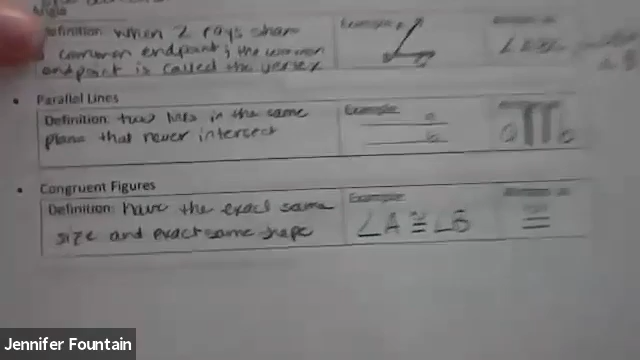 Angle
Definition: when 2 rays share
a common endpoint; the common
endpoint is called the vertex
Example:
Parallel Lines
Definition: two lines in the same
plane that never intersect
Example:
a
b
a b
Congruent Figures
Definition: have the exact same
size and exact same shape
Example:
∠A ≅ ∠B
≅
Jennifer Fountain